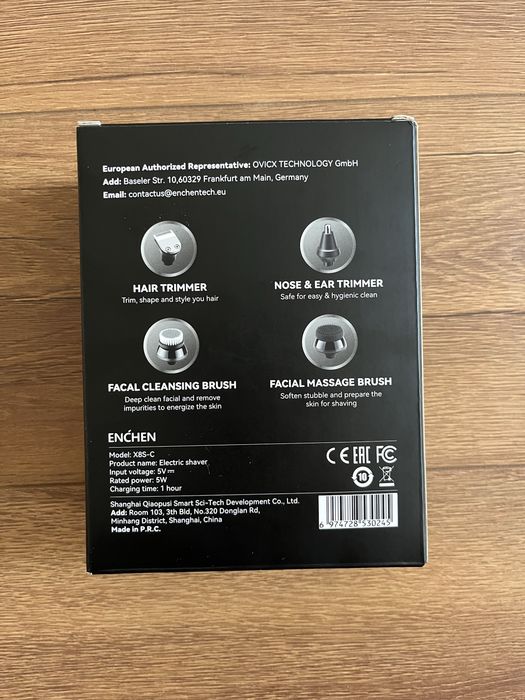 European Authorized Representative: OVICX TECHNOLOGY GmbH
Add: Baseler Str. 10,60329 Frankfurt am Main, Germany
Email: contactus@enchentech.eu
HAIR TRIMMER
Trim, shape and style you hair
NOSE & EAR TRIMMER
Safe for easy & hygienic clean
FACAL CLEANSING BRUSH
Deep clean facial and remove
impurities to energize the skin
FACIAL MASSAGE BRUSH
Soften stubble and prepare the
skin for shaving
ENCHEN
Model: X8S-C
Product name: Electric shaver
Input voltage: 5V⎓
Rated power: 5W
Charging time: 1 hour
CE EAC FC
10
Shanghai Qiaopusi Smart Sci-Tech Development Co., Ltd.
Add: Room 103, 3th Bld, No.320 Donglan Rd,
Minhang District, Shanghai, China
Made in P.R.C.
6 974728 530245